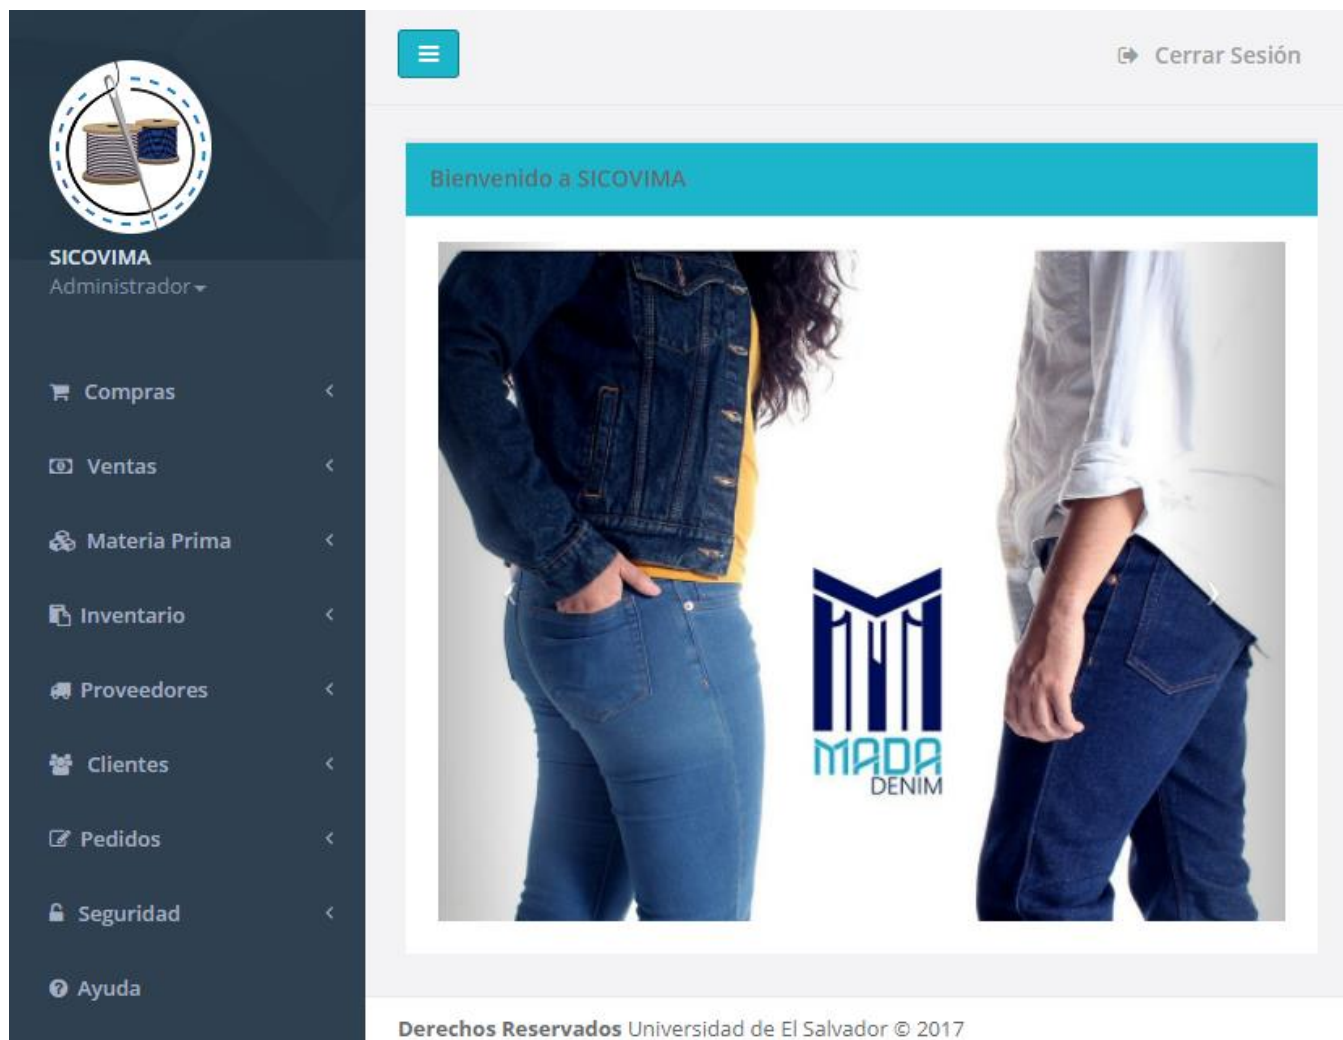 SICOVIMA
Administrador
Compras
Ventas
Materia Prima
Inventario
Proveedores
Clientes
Pedidos
Seguridad
Ayuda
Cerrar Sesión
Bienvenido a SICOVIMA
MADA
DENIM
Derechos Reservados Universidad de El Salvador © 2017